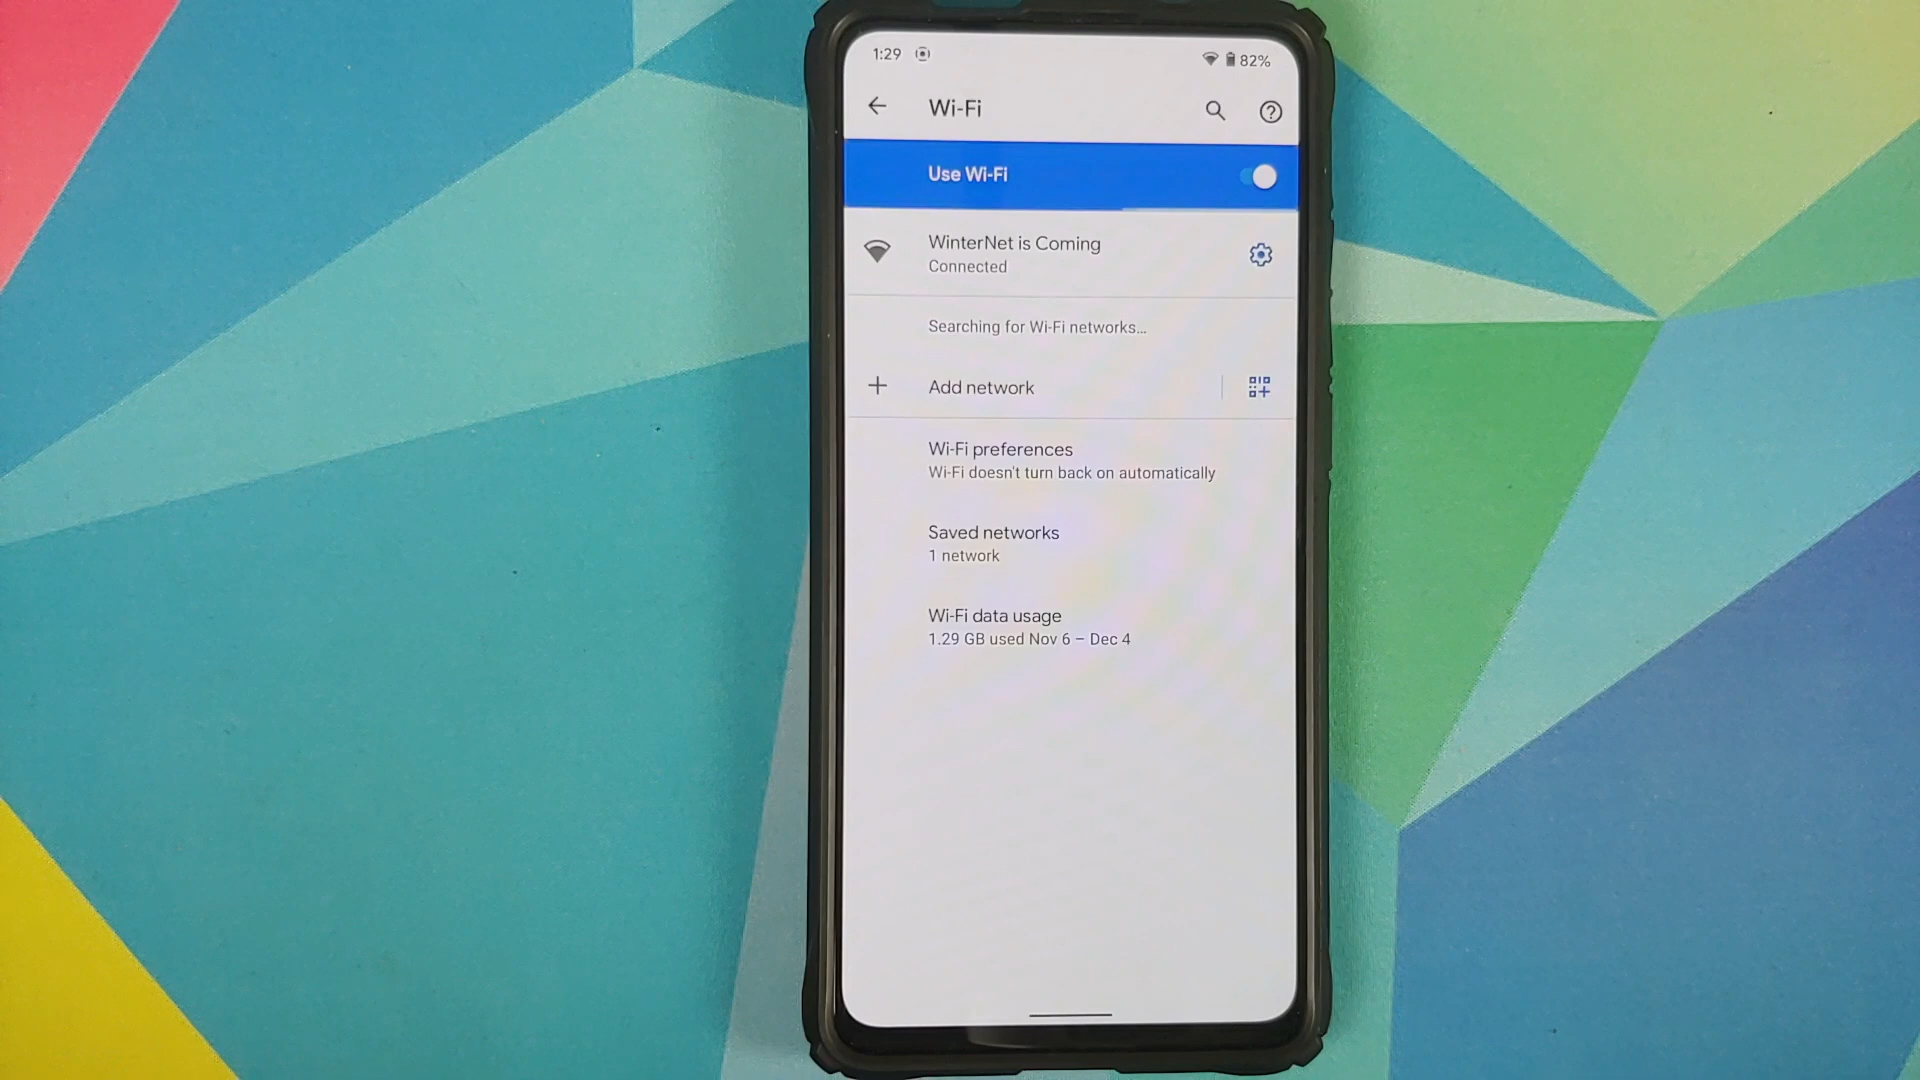 1:29
82%
Wi-Fi
Use Wi-Fi
WinterNet is Coming
Connected
Searching for Wi-Fi networks…
Add network
Wi-Fi preferences
Wi-Fi doesn't turn back on automatically
Saved networks
1 network
Wi-Fi data usage
1.29 GB used Nov 6 – Dec 4